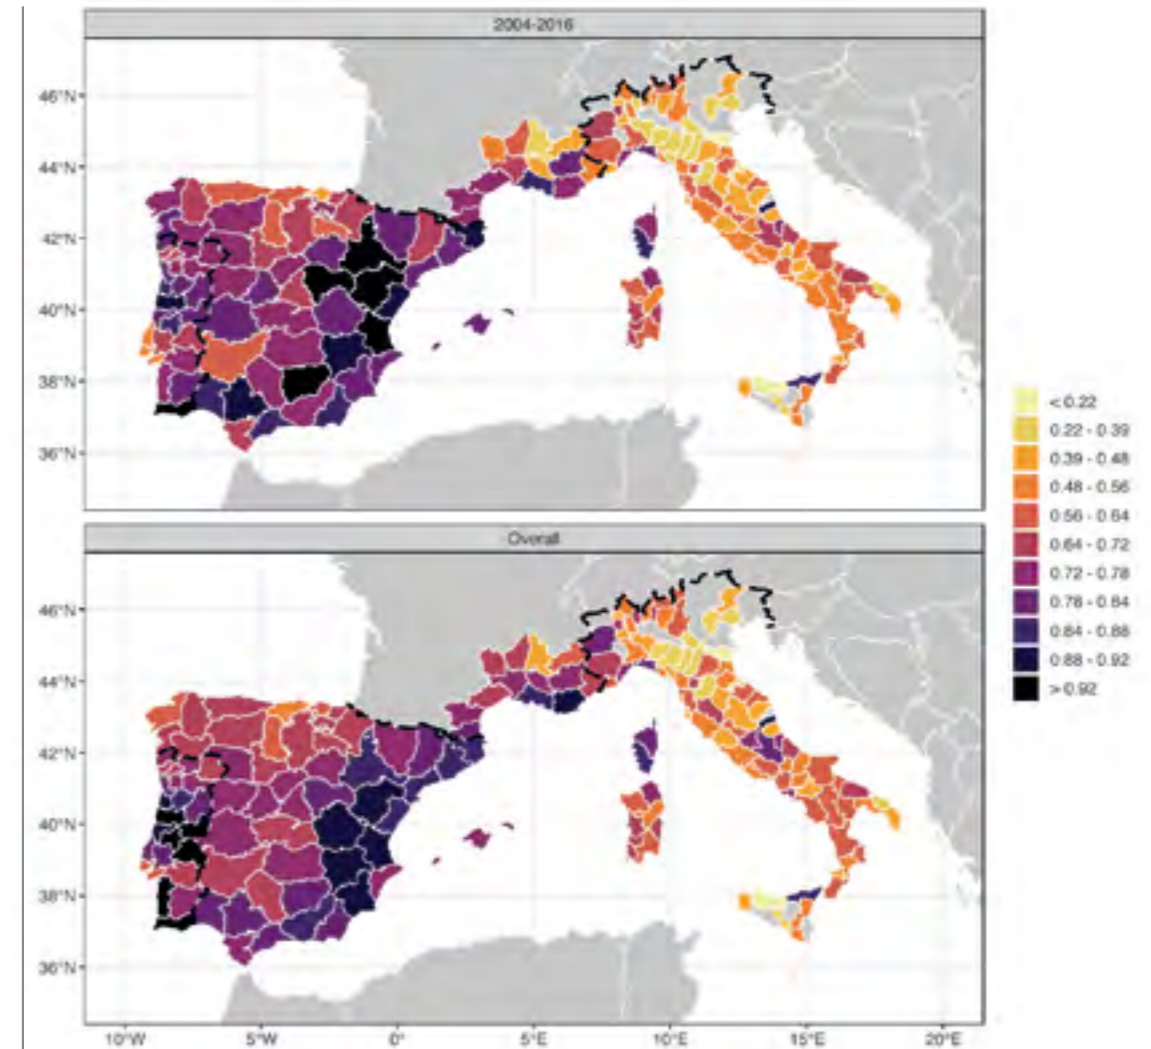 2004-2016
46°N
44°N
42°N
40°N
38°N
36°N
Overall
46°N
44°N
42°N
40°N
38°N
36°N
10°W 5°W 0° 5°E 10°E 15°E 20°E
< 0.22
0.22 - 0.39
0.39 - 0.48
0.48 - 0.56
0.56 - 0.64
0.64 - 0.72
0.72 - 0.78
0.78 - 0.84
0.84 - 0.88
0.88 - 0.92
> 0.92